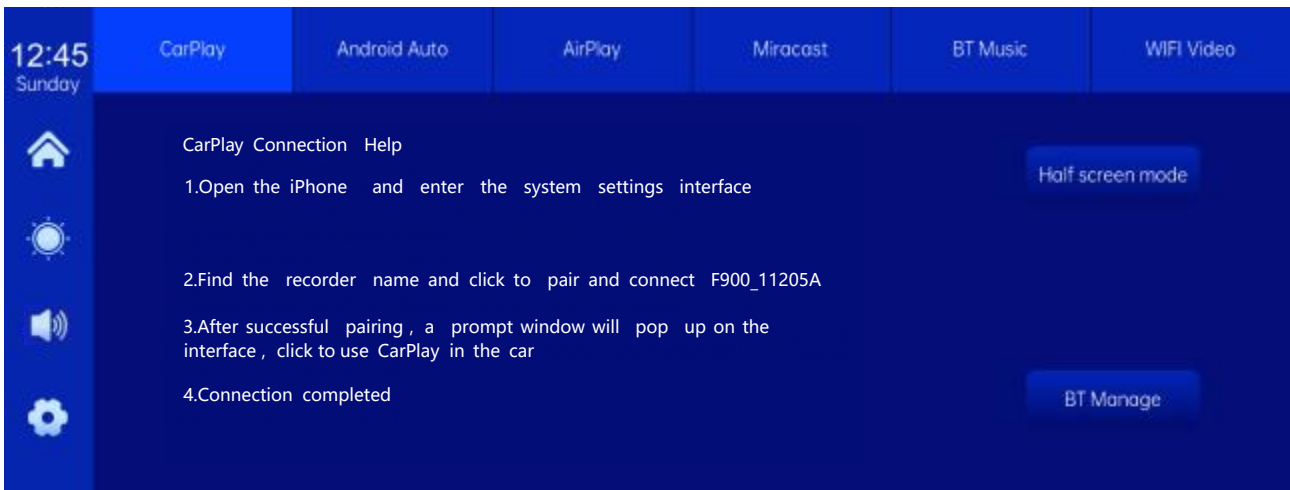 12:45
Sunday
CarPlay
Android Auto
AirPlay
Miracast
BT Music
WIFI Video
CarPlay Connection Help
1.Open the iPhone and enter the system settings interface
2.Find the recorder name and click to pair and connect F900_11205A
3.After successful pairing , a prompt window will pop up on the
interface , click to use CarPlay in the car
4.Connection completed
Half screen mode
BT Manage